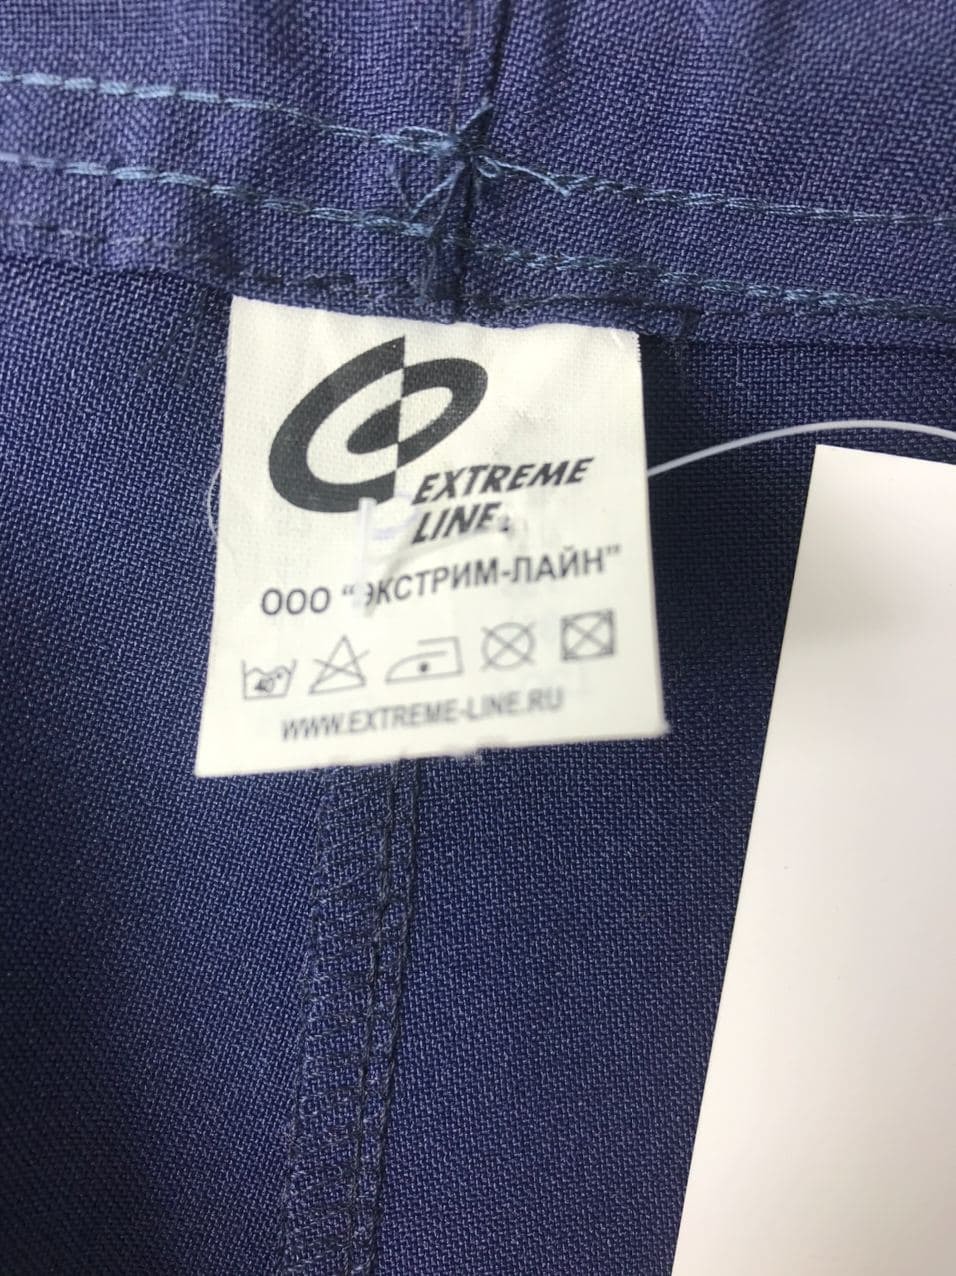 EXTREME
LINE.
ООО "ЭКСТРИМ-ЛАЙН"
40°
WWW.EXTREME-LINE.RU